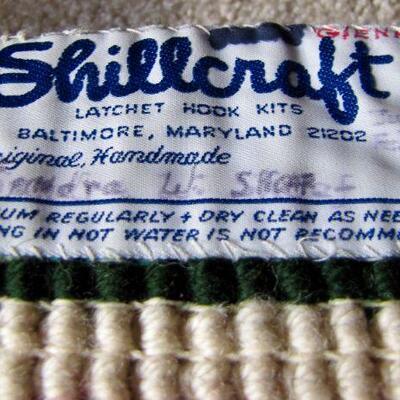 Shillcraft
LATCHET HOOK KITS
BALTIMORE, MARYLAND 21202
riginal, Handmade
W.
UM REGULARLY + DRY CLEAN AS NEE
NG IN HOT WATER IS NOT RECOMM